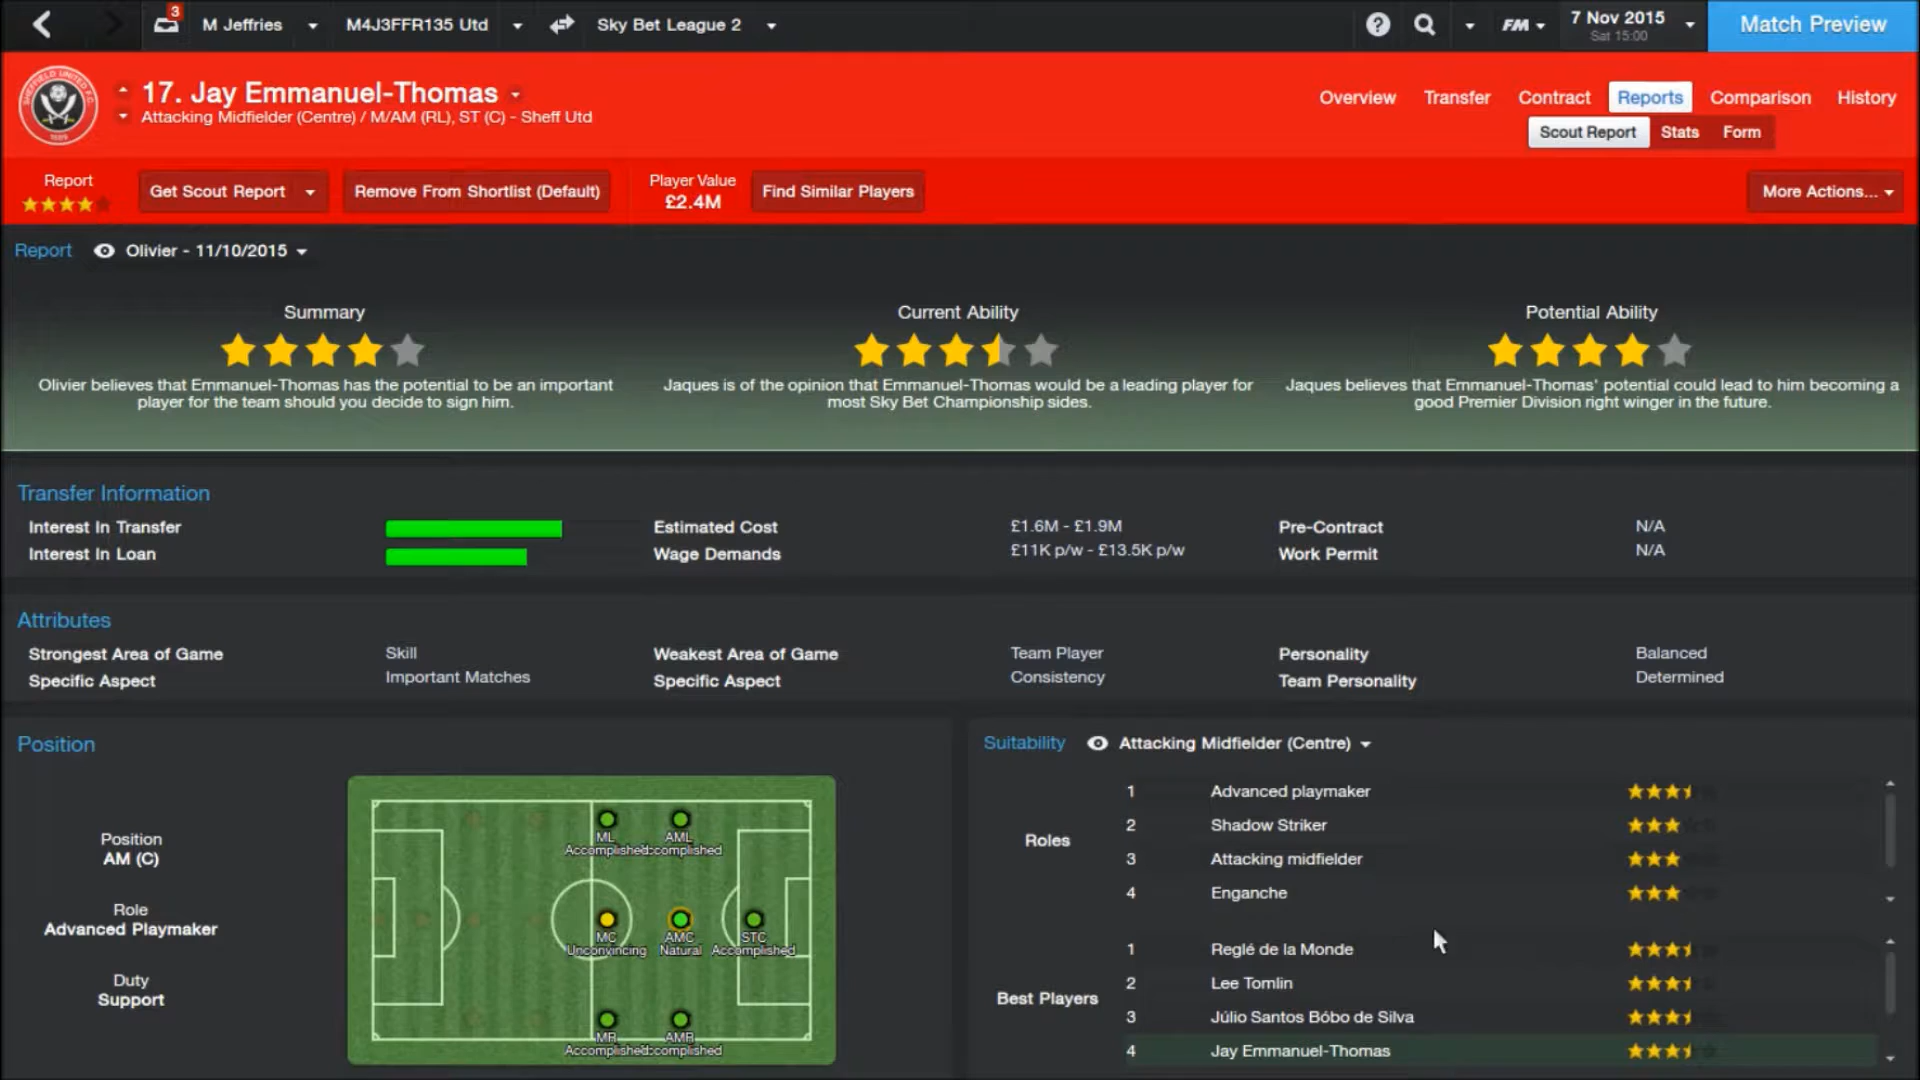 3
M Jeffries
M4J3FFR135 Utd
Sky Bet League 2
?
FM
7 Nov 2015
Sat 15:00
Match Preview
17. Jay Emmanuel-Thomas
Attacking Midfielder (Centre) / M/AM (RL), ST (C) - Sheff Utd
Overview
Transfer
Contract
Reports
Comparison
History
Scout Report
Stats
Form
Report
Get Scout Report
Remove From Shortlist (Default)
Player Value
£2.4M
Find Similar Players
More Actions...
Report
Olivier - 11/10/2015
Summary
Olivier believes that Emmanuel-Thomas has the potential to be an important
player for the team should you decide to sign him.
Current Ability
Jaques is of the opinion that Emmanuel-Thomas would be a leading player for
most Sky Bet Championship sides.
Potential Ability
Jaques believes that Emmanuel-Thomas' potential could lead to him becoming a
good Premier Division right winger in the future.
Transfer Information
Interest In Transfer
Interest In Loan
Estimated Cost £1.6M - £1.9M
Wage Demands £11K p/w - £13.5K p/w
Pre-Contract N/A
Work Permit N/A
Attributes
Strongest Area of Game Skill
Specific Aspect Important Matches
Weakest Area of Game Team Player
Specific Aspect Consistency
Personality Balanced
Team Personality Determined
Position
Position
AM (C)
Role
Advanced Playmaker
Duty
Support
ML
Accomplished
AML
Accomplished
MC
Unconvincing
AMC
Natural
STC
Accomplished
MR
Accomplished
AMR
Accomplished
Suitability
Attacking Midfielder (Centre)
Roles
1 Advanced playmaker
2 Shadow Striker
3 Attacking midfielder
4 Enganche
Best Players
1 Reglé de la Monde
2 Lee Tomlin
3 Júlio Santos Bóbo de Silva
4 Jay Emmanuel-Thomas